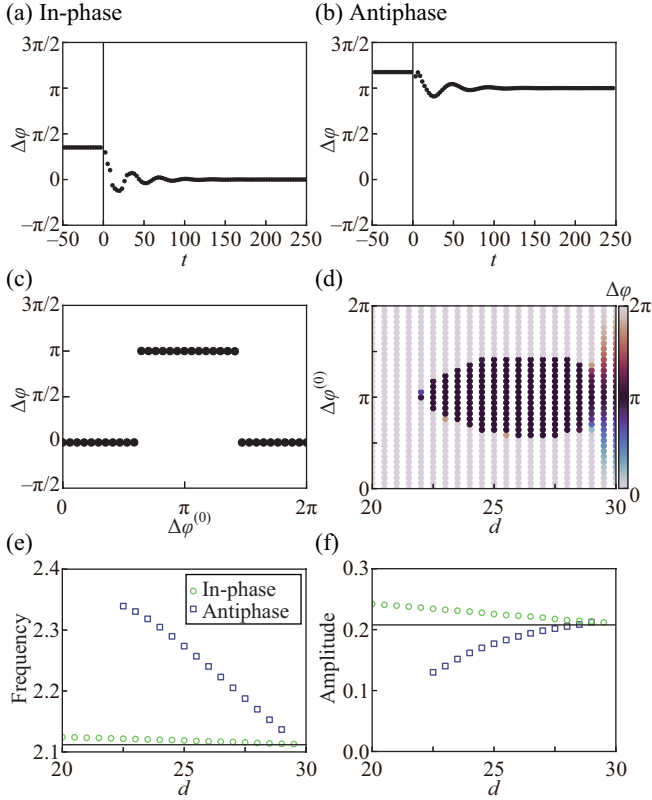 (a) In-phase
(b) Antiphase
3π/2
π
π/2
0
−π/2
Δφ
−50 0 50 100 150 200 250
t
3π/2
π
π/2
0
−π/2
Δφ
−50 0 50 100 150 200 250
t
(c)
3π/2
π
π/2
0
−π/2
Δφ
0 π 2π
Δφ(0)
(d)
2π
π
0
Δφ(0)
20 25 30
d
Δφ
2π
π
0
(e)
2.4
2.3
2.2
2.1
Frequency
In-phase
Antiphase
20 25 30
d
(f)
0.3
0.2
0.1
0.0
Amplitude
20 25 30
d